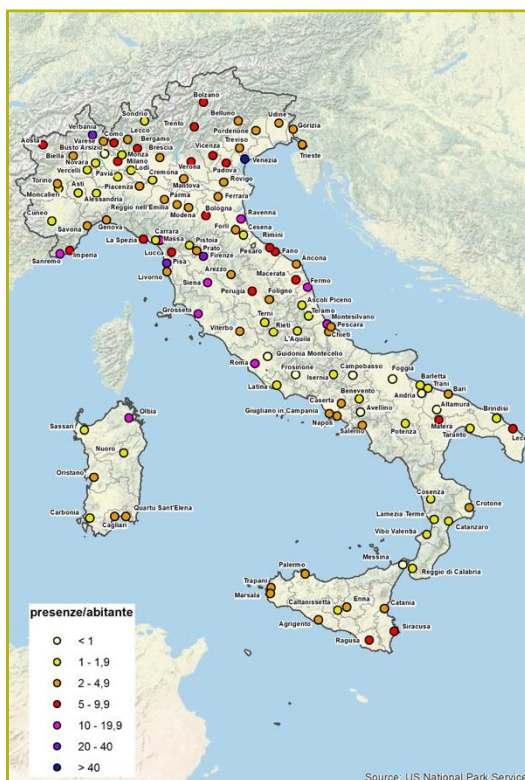 Bolzano
Sondrio
Belluno
Udine
Verbania
Trento
Pordenone
Gorizia
Aosta
Varese
Como
Lecco
Bergamo
Treviso
Busto Arsizio
Vicenza
Trieste
Biella
Monza
Brescia
Venezia
Novara
Milano
Verona
Padova
Vercelli
Lodi
Torino
Pavia
Cremona
Rovigo
Moncalieri
Asti
Piacenza
Mantova
Alessandria
Parma
Ferrara
Reggio nell'Emilia
Cuneo
Modena
Bologna
Savona
Genova
Ravenna
Carrara
Forlì
Cesena
La Spezia
Massa
Pistoia
Rimini
Imperia
Lucca
Prato
Pesaro
Fano
Sanremo
Pisa
Firenze
Livorno
Arezzo
Ancona
Siena
Macerata
Fermo
Perugia
Foligno
Ascoli Piceno
Grosseto
Teramo
Terni
Montesilvano
Viterbo
Rieti
Pescara
L'Aquila
Chieti
Guidonia Montecelio
Roma
Frosinone
Campobasso
Foggia
Barletta
Isernia
Trani
Latina
Benevento
Andria
Bari
Olbia
Caserta
Avellino
Altamura
Brindisi
Giugliano in Campania
Matera
Sassari
Napoli
Taranto
Lecce
Salerno
Potenza
Nuoro
Oristano
Cosenza
Crotone
Quartu Sant'Elena
Carbonia
Lamezia Terme
Cagliari
Catanzaro
Vibo Valentia
Messina
Palermo
Reggio di Calabria
Trapani
Enna
Marsala
Caltanissetta
Catania
Agrigento
Siracusa
Ragusa
presenze/abitante
< 1
1 - 1,9
2 - 4,9
5 - 9,9
10 - 19,9
20 - 40
> 40
Source: US National Park Service